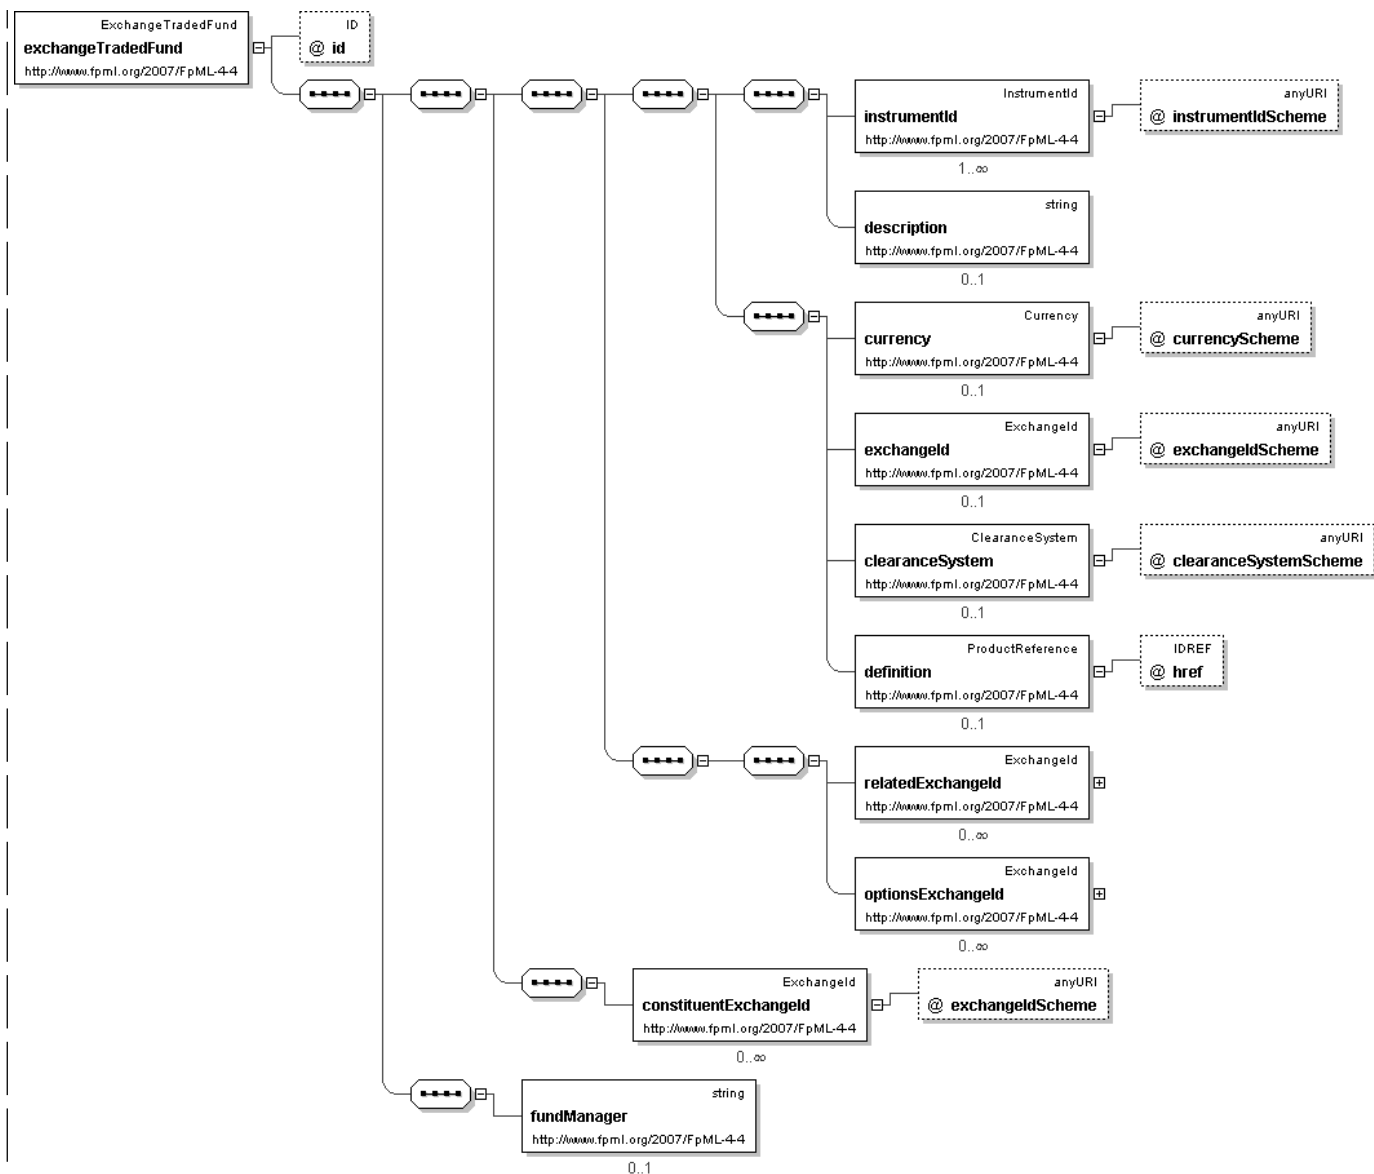 ExchangeTradedFund
exchangeTradedFund
http://www.fpml.org/2007/FpML-4-4
ID
@ id
InstrumentId
instrumentId
http://www.fpml.org/2007/FpML-4-4
1..∞
anyURI
@ instrumentIdScheme
string
description
http://www.fpml.org/2007/FpML-4-4
0..1
Currency
currency
http://www.fpml.org/2007/FpML-4-4
0..1
anyURI
@ currencyScheme
ExchangeId
exchangeId
http://www.fpml.org/2007/FpML-4-4
0..1
anyURI
@ exchangeIdScheme
ClearanceSystem
clearanceSystem
http://www.fpml.org/2007/FpML-4-4
0..1
anyURI
@ clearanceSystemScheme
ProductReference
definition
http://www.fpml.org/2007/FpML-4-4
0..1
IDREF
@ href
ExchangeId
relatedExchangeId
http://www.fpml.org/2007/FpML-4-4
0..∞
ExchangeId
optionsExchangeId
http://www.fpml.org/2007/FpML-4-4
0..∞
ExchangeId
constituentExchangeId
http://www.fpml.org/2007/FpML-4-4
0..∞
anyURI
@ exchangeIdScheme
string
fundManager
http://www.fpml.org/2007/FpML-4-4
0..1